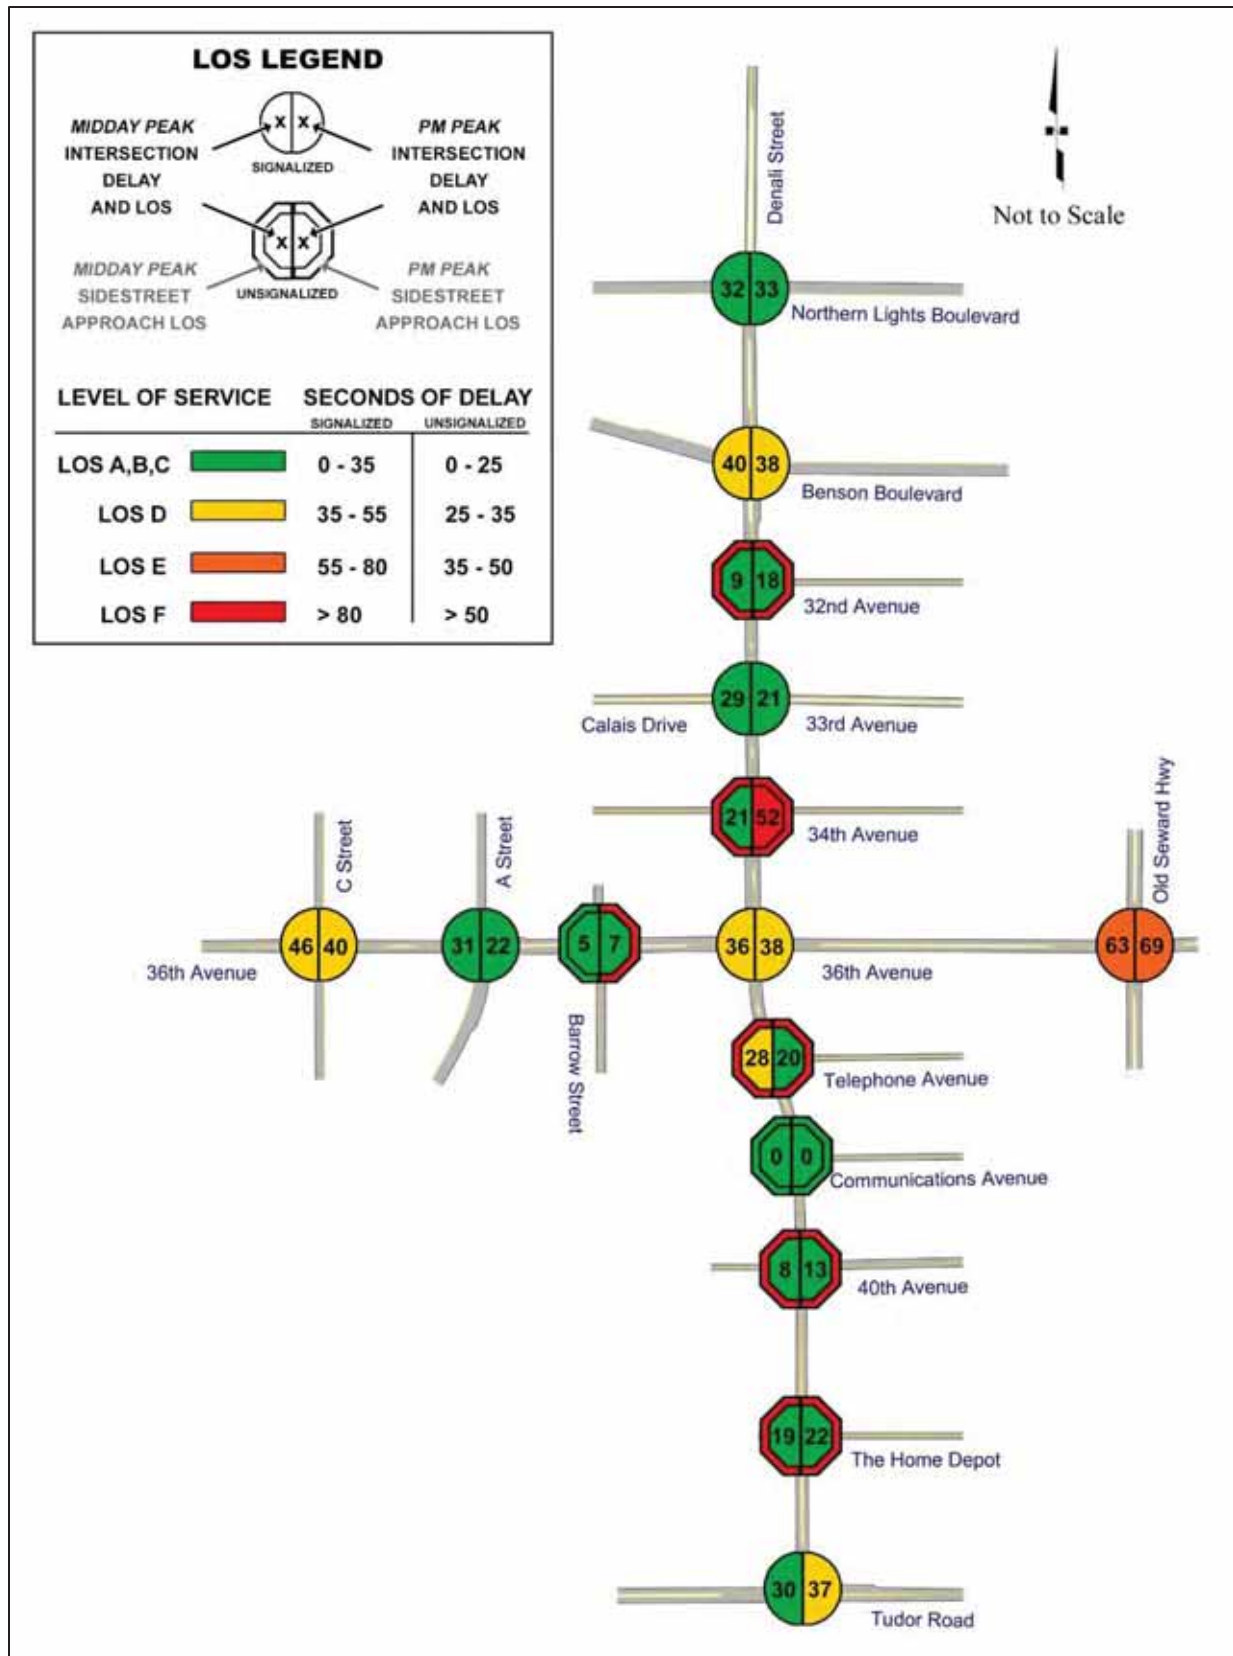 LOS LEGEND
MIDDAY PEAK
INTERSECTION
DELAY
AND LOS
X X
SIGNALIZED
PM PEAK
INTERSECTION
DELAY
AND LOS
X X
UNSIGNALIZED
MIDDAY PEAK
SIDESTREET
APPROACH LOS
PM PEAK
SIDESTREET
APPROACH LOS
LEVEL OF SERVICE SECONDS OF DELAY
SIGNALIZED UNSIGNALIZED
LOS A,B,C 0 - 35 0 - 25
LOS D 35 - 55 25 - 35
LOS E 55 - 80 35 - 50
LOS F > 80 > 50
Not to Scale
Denali Street
32 33
Northern Lights Boulevard
40 38
Benson Boulevard
9 18
32nd Avenue
29 21
Calais Drive
33rd Avenue
21 52
34th Avenue
C Street
A Street
Old Seward Hwy
46 40
31 22
5 7
36 38
63 69
36th Avenue
36th Avenue
Barrow Street
28 20
Telephone Avenue
0 0
Communications Avenue
8 13
40th Avenue
19 22
The Home Depot
30 37
Tudor Road